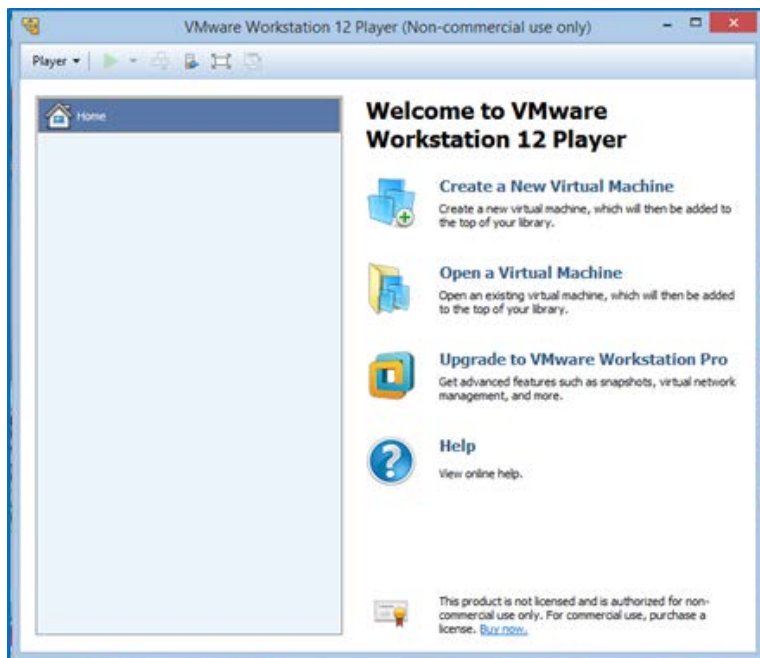 VMware Workstation 12 Player (Non-commercial use only)
Player
Home
Welcome to VMware
Workstation 12 Player
Create a New Virtual Machine
Create a new virtual machine, which will then be added to
the top of your library.
Open a Virtual Machine
Open an existing virtual machine, which will then be added
to the top of your library.
Upgrade to VMware Workstation Pro
Get advanced features such as snapshots, virtual network
management, and more.
Help
View online help.
This product is not licensed and is authorized for non-
commercial use only. For commercial use, purchase a
license. Buy now.